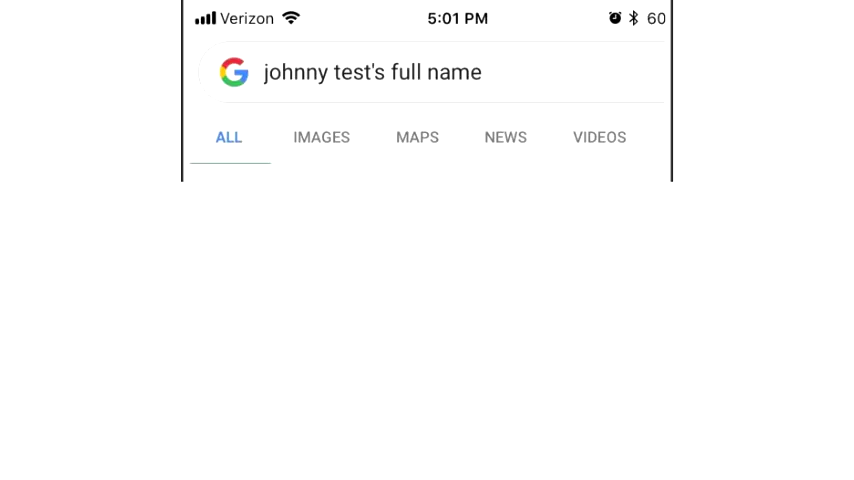 Verizon 5:01 PM 60
johnny test's full name
ALL IMAGES MAPS NEWS VIDEOS